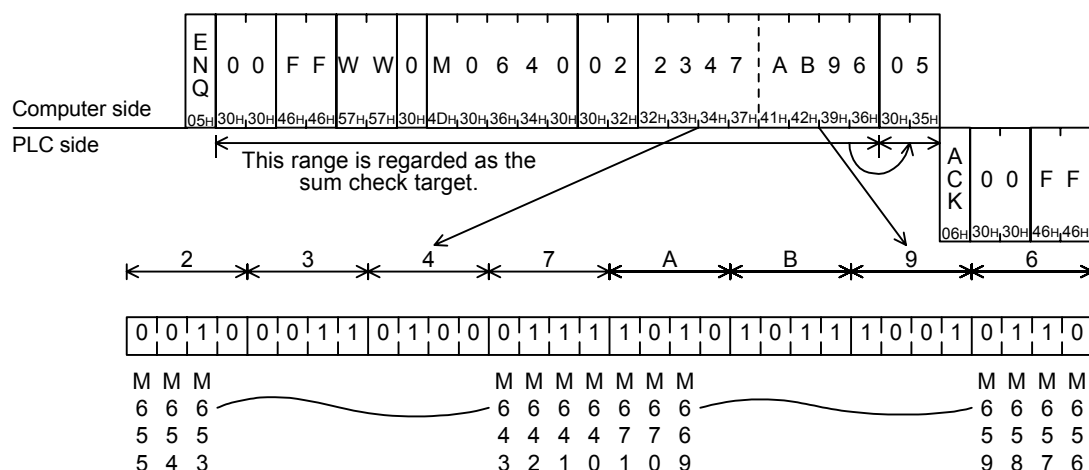 E N Q 0 0 F F W W 0 M 0 6 4 0 0 2 2 3 4 7 A B 9 6 0 5
Computer side
05H 30H 30H 46H 46H 57H 57H 30H 4DH 30H 36H 34H 30H 30H 32H 32H 33H 34H 37H 41H 42H 39H 36H 30H 35H
PLC side
This range is regarded as the
sum check target.
A C K 0 0 F F
06H 30H 30H 46H 46H
2 3 4 7 A B 9 6
0 0 1 0 0 0 1 1 0 1 0 0 0 1 1 1 1 0 1 0 1 0 1 1 1 0 0 1 0 1 1 0
M M M M M M M M M M M M M M
6 6 6 6 6 6 6 6 6 6 6 6 6 6
5 5 5 4 4 4 4 7 7 6 5 5 5 5
5 4 3 3 2 1 0 1 0 9 9 8 7 6